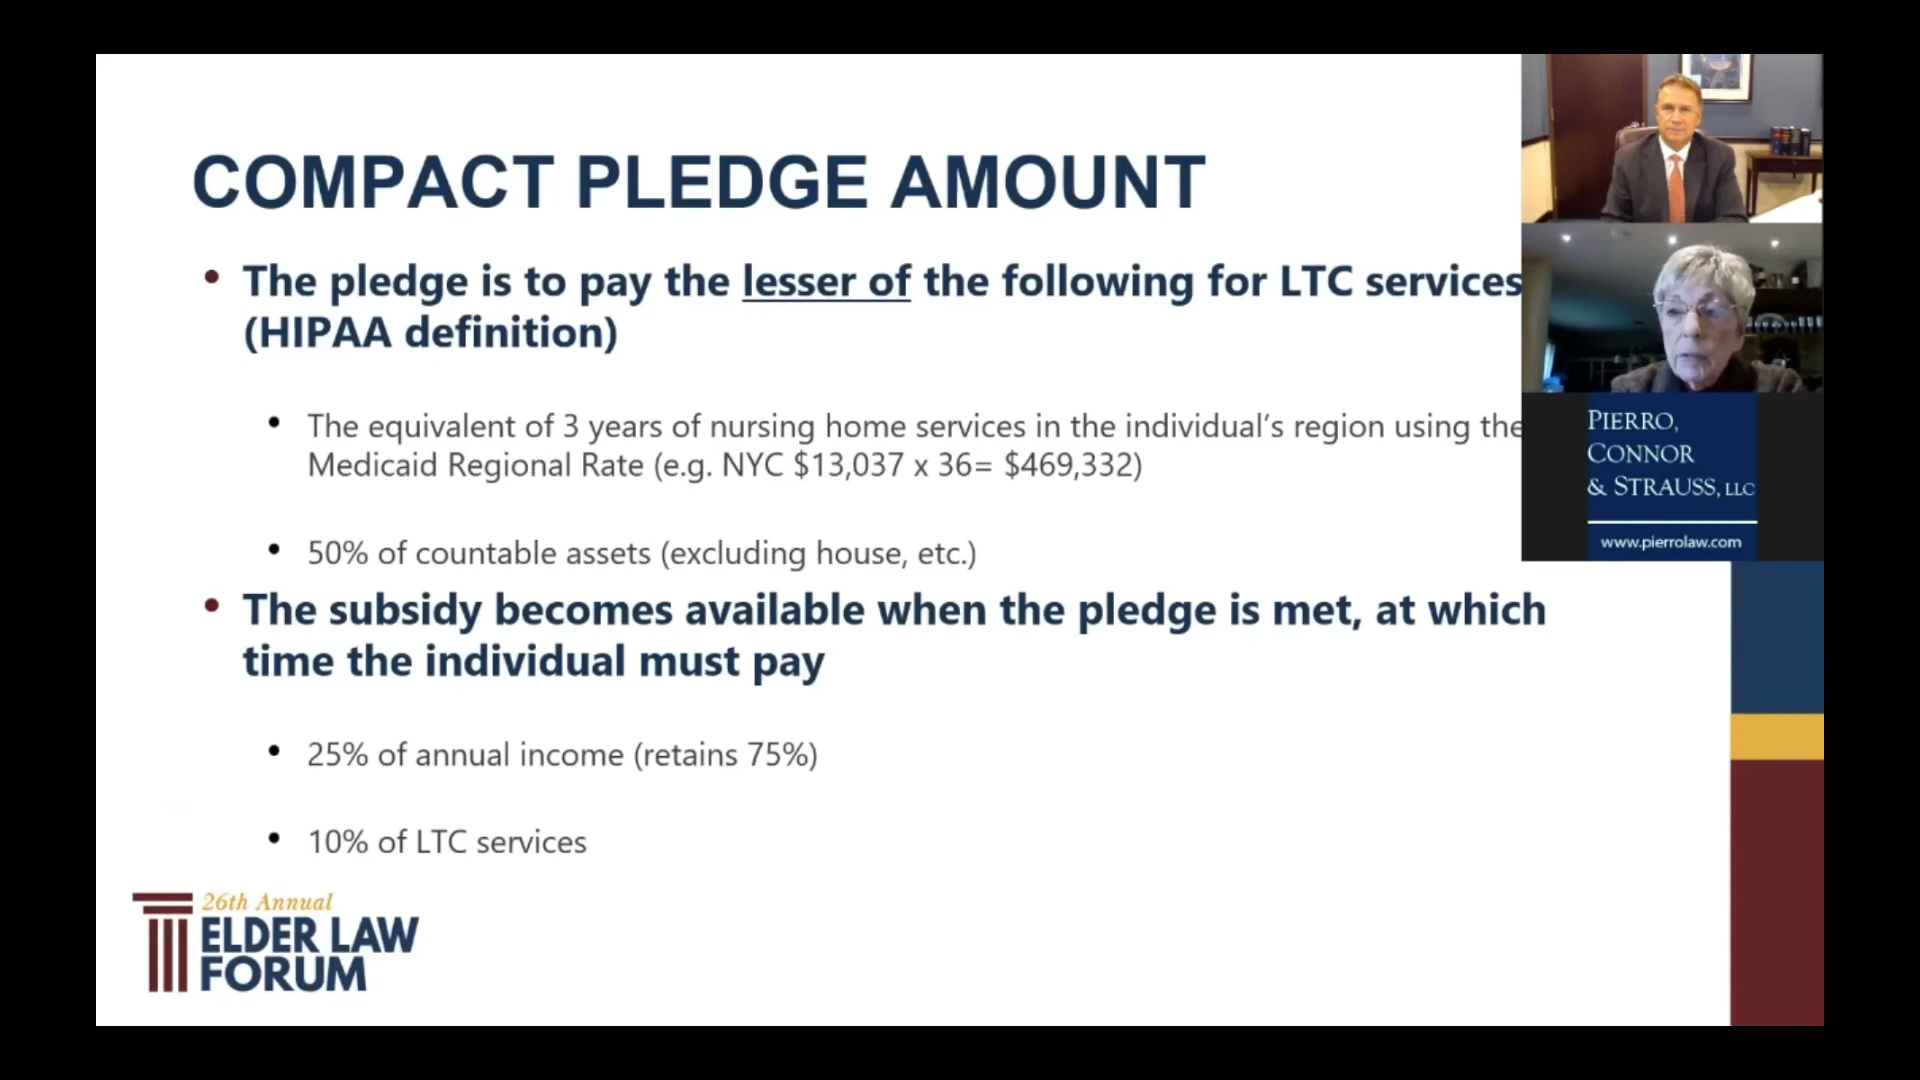 COMPACT PLEDGE AMOUNT
• The pledge is to pay the lesser of the following for LTC services
(HIPAA definition)
• The equivalent of 3 years of nursing home services in the individual's region using the
Medicaid Regional Rate (e.g. NYC $13,037 x 36= $469,332)
• 50% of countable assets (excluding house, etc.)
• The subsidy becomes available when the pledge is met, at which
time the individual must pay
• 25% of annual income (retains 75%)
• 10% of LTC services
26th Annual
ELDER LAW
FORUM
PIERRO,
CONNOR
& STRAUSS, LLC
www.pierrolaw.com